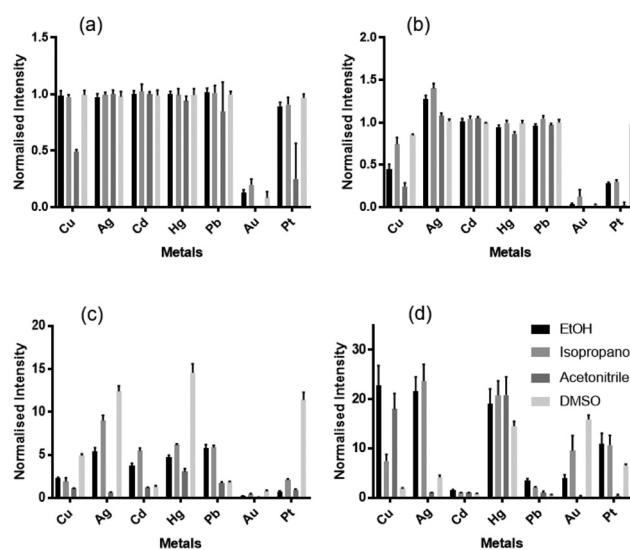 (a)
Normalised Intensity
1.5
1.0
0.5
0.0
Cu Ag Cd Hg Pb Au Pt
Metals
(b)
Normalised Intensity
2.0
1.5
1.0
0.5
0.0
Cu Ag Cd Hg Pb Au Pt
Metals
(c)
Normalised Intensity
20
15
10
5
0
Cu Ag Cd Hg Pb Au Pt
Metals
(d)
Normalised Intensity
30
20
10
0
Cu Ag Cd Hg Pb Au Pt
Metals
EtOH
Isopropano
Acetonitrile
DMSO